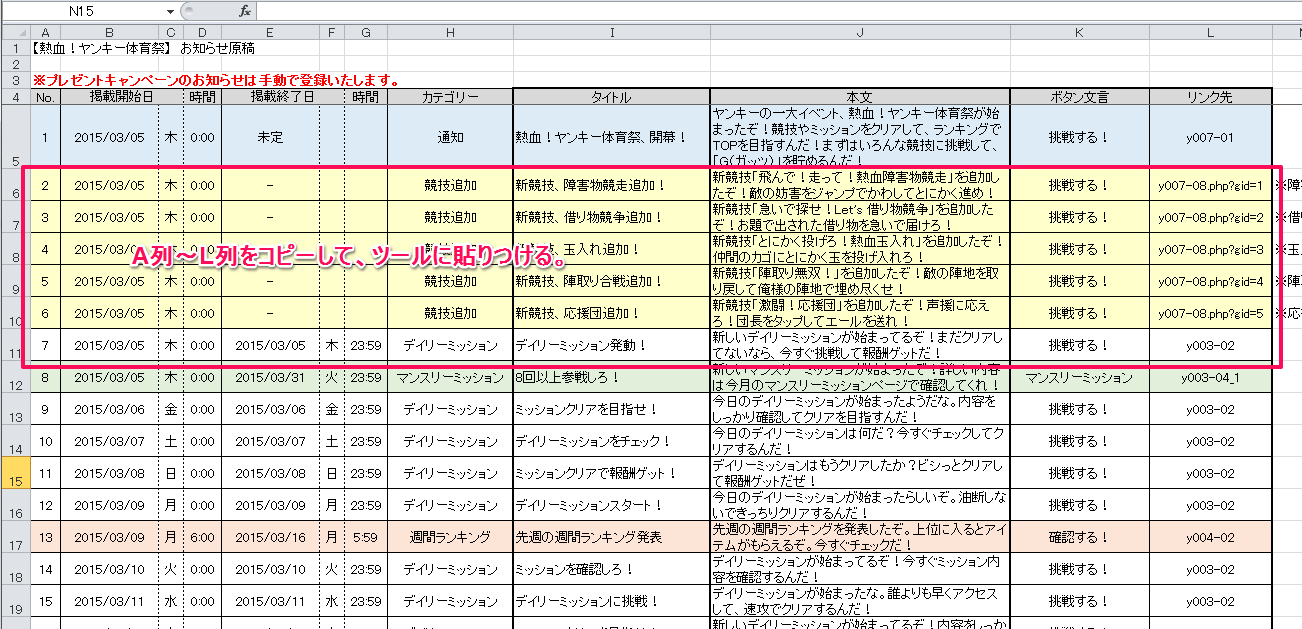 N15 fx
A B C D E F G H I J K L
1 【熱血！ヤンキー体育祭】 お知らせ原稿
2
3 ※プレゼントキャンペーンのお知らせは手動で登録いたします。
4 No. 掲載開始日 時間 掲載終了日 時間 カテゴリー タイトル 本文 ボタン文言 リンク先
5 1 2015/03/05 木 0:00 未定 通知 熱血！ヤンキー体育祭、開幕！ ヤンキーの一大イベント、熱血！ヤンキー体育祭が始まったぞ！競技やミッションをクリアして、ランキングでTOPを目指すんだ！まずはいろんな競技に挑戦して、「G(ガッツ)」を貯めるんだ！ 挑戦する！ y007-01
6 2 2015/03/05 木 0:00 － 競技追加 新競技、障害物競走追加！ 新競技「飛んで！走って！熱血障害物競走」を追加したぞ！敵の妨害をジャンプでかわしてとにかく進め！ 挑戦する！ y007-08.php?gid=1 ※障
7 3 2015/03/05 木 0:00 － 競技追加 新競技、借り物競争追加！ 新競技「急いで探せ！Let's 借り物競争」を追加したぞ！お題で出された借り物を急いで届けろ！ 挑戦する！ y007-08.php?gid=2 ※借
A列～L列をコピーして、ツールに貼りつける。
8 4 2015/03/ 玉入れ追加！ 新競技「とにかく投げろ！熱血玉入れ」を追加したぞ！仲間のカゴにとにかく玉を投げ入れろ！ 挑戦する！ y007-08.php?gid=3 ※玉
9 5 2015/03/05 木 0:00 － 競技追加 新競技、陣取り合戦追加！ 新競技「陣取り無双！」を追加したぞ！敵の陣地を取り戻して俺様の陣地で埋め尽くせ！ 挑戦する！ y007-08.php?gid=4 ※陣
10 6 2015/03/05 木 0:00 － 競技追加 新競技、応援団追加！ 新競技「激闘！応援団」を追加したぞ！声援に応えろ！団長をタップしてエールを送れ！ 挑戦する！ y007-08.php?gid=5 ※応
11 7 2015/03/05 木 0:00 2015/03/05 木 23:59 デイリーミッション デイリーミッション発動！ 新しいデイリーミッションが始まってるぞ！まだクリアしてないなら、今すぐ挑戦して報酬ゲットだ！ 挑戦する！ y003-02
12 8 2015/03/05 木 0:00 2015/03/31 火 23:59 マンスリーミッション 8回以上参戦しろ！ 新しいマンスリーミッションが始まったぞ！詳しい内容は今月のマンスリーミッションページで確認してくれ！ マンスリーミッション y003-04_1
13 9 2015/03/06 金 0:00 2015/03/06 金 23:59 デイリーミッション ミッションクリアを目指せ！ 今日のデイリーミッションが始まったようだな。内容をしっかり確認してクリアを目指すんだ！ 挑戦する！ y003-02
14 10 2015/03/07 土 0:00 2015/03/07 土 23:59 デイリーミッション デイリーミッションをチェック！ 今日のデイリーミッションは何だ？今すぐチェックしてクリアするんだ！ 挑戦する！ y003-02
15 11 2015/03/08 日 0:00 2015/03/08 日 23:59 デイリーミッション ミッションクリアで報酬ゲット！ デイリーミッションはもうクリアしたか？ビシっとクリアして報酬ゲットだぜ！ 挑戦する！ y003-02
16 12 2015/03/09 月 0:00 2015/03/09 月 23:59 デイリーミッション デイリーミッションスタート！ 今日のデイリーミッションが始まったらしいぞ。油断しないできっちりクリアするんだ！ 挑戦する！ y003-02
17 13 2015/03/09 月 6:00 2015/03/16 月 5:59 週間ランキング 先週の週間ランキング発表 先週の週間ランキングを発表したぞ。上位に入るとアイテムがもらえるぞ。今すぐチェックだ！ 確認する！ y004-02
18 14 2015/03/10 火 0:00 2015/03/10 火 23:59 デイリーミッション ミッションを確認しろ！ デイリーミッションが始まってるぞ！今すぐミッション内容を確認するんだ！ 挑戦する！ y003-02
19 15 2015/03/11 水 0:00 2015/03/11 水 23:59 デイリーミッション デイリーミッションに挑戦！ デイリーミッションが始まったな。誰よりも早くアクセスして、速攻でクリアするんだ！ 挑戦する！ y003-02
新しいデイリーミッションが始まってるぞ！内容をしっか